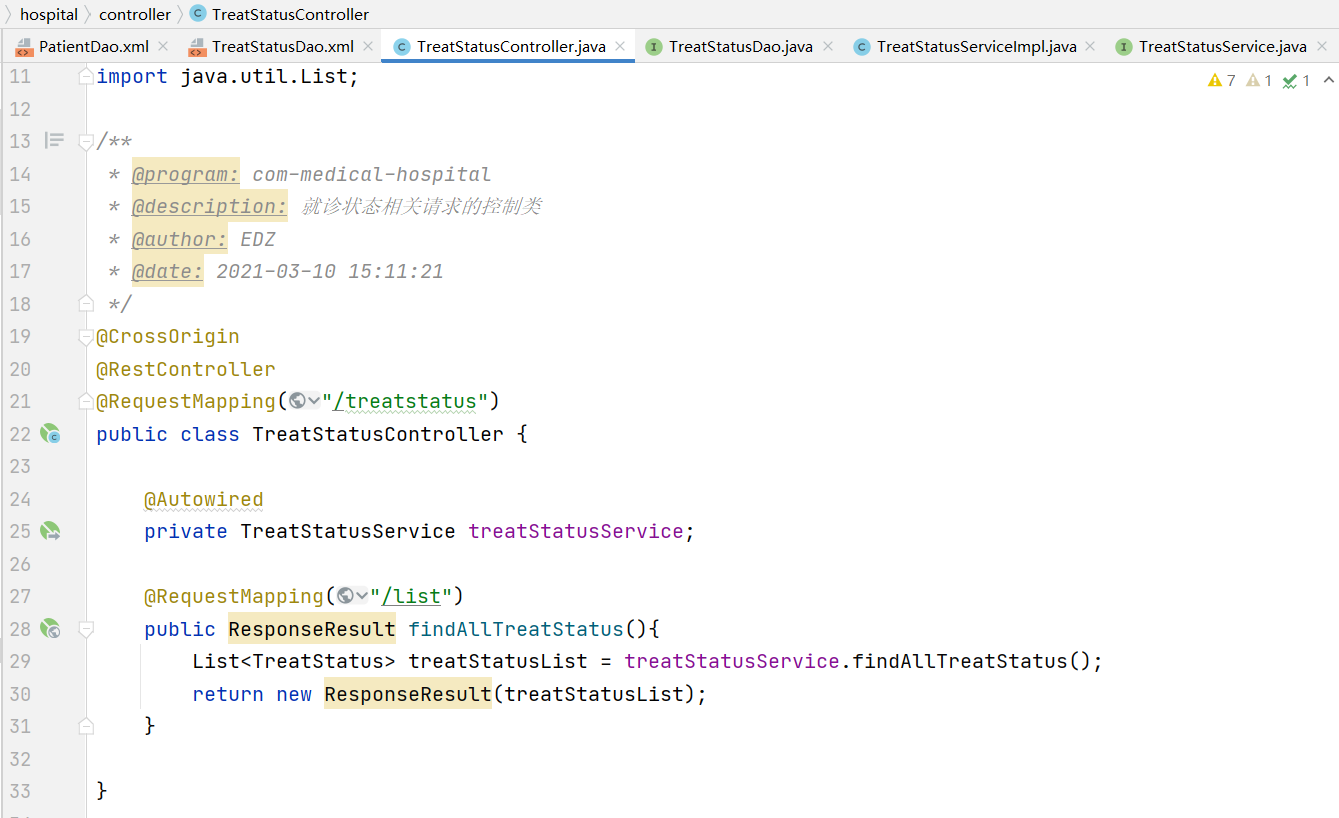 hospital controller TreatStatusController
PatientDao.xml TreatStatusDao.xml TreatStatusController.java TreatStatusDao.java TreatStatusServiceImpl.java TreatStatusService.java
11 import java.util.List; 7 1 1
12
13 /**
14 * @program: com-medical-hospital
15 * @description: 就诊状态相关请求的控制类
16 * @author: EDZ
17 * @date: 2021-03-10 15:11:21
18 */
19 @CrossOrigin
20 @RestController
21 @RequestMapping("/treatstatus")
22 public class TreatStatusController {
23
24 @Autowired
25 private TreatStatusService treatStatusService;
26
27 @RequestMapping("/list")
28 public ResponseResult findAllTreatStatus(){
29 List<TreatStatus> treatStatusList = treatStatusService.findAllTreatStatus();
30 return new ResponseResult(treatStatusList);
31 }
32
33 }